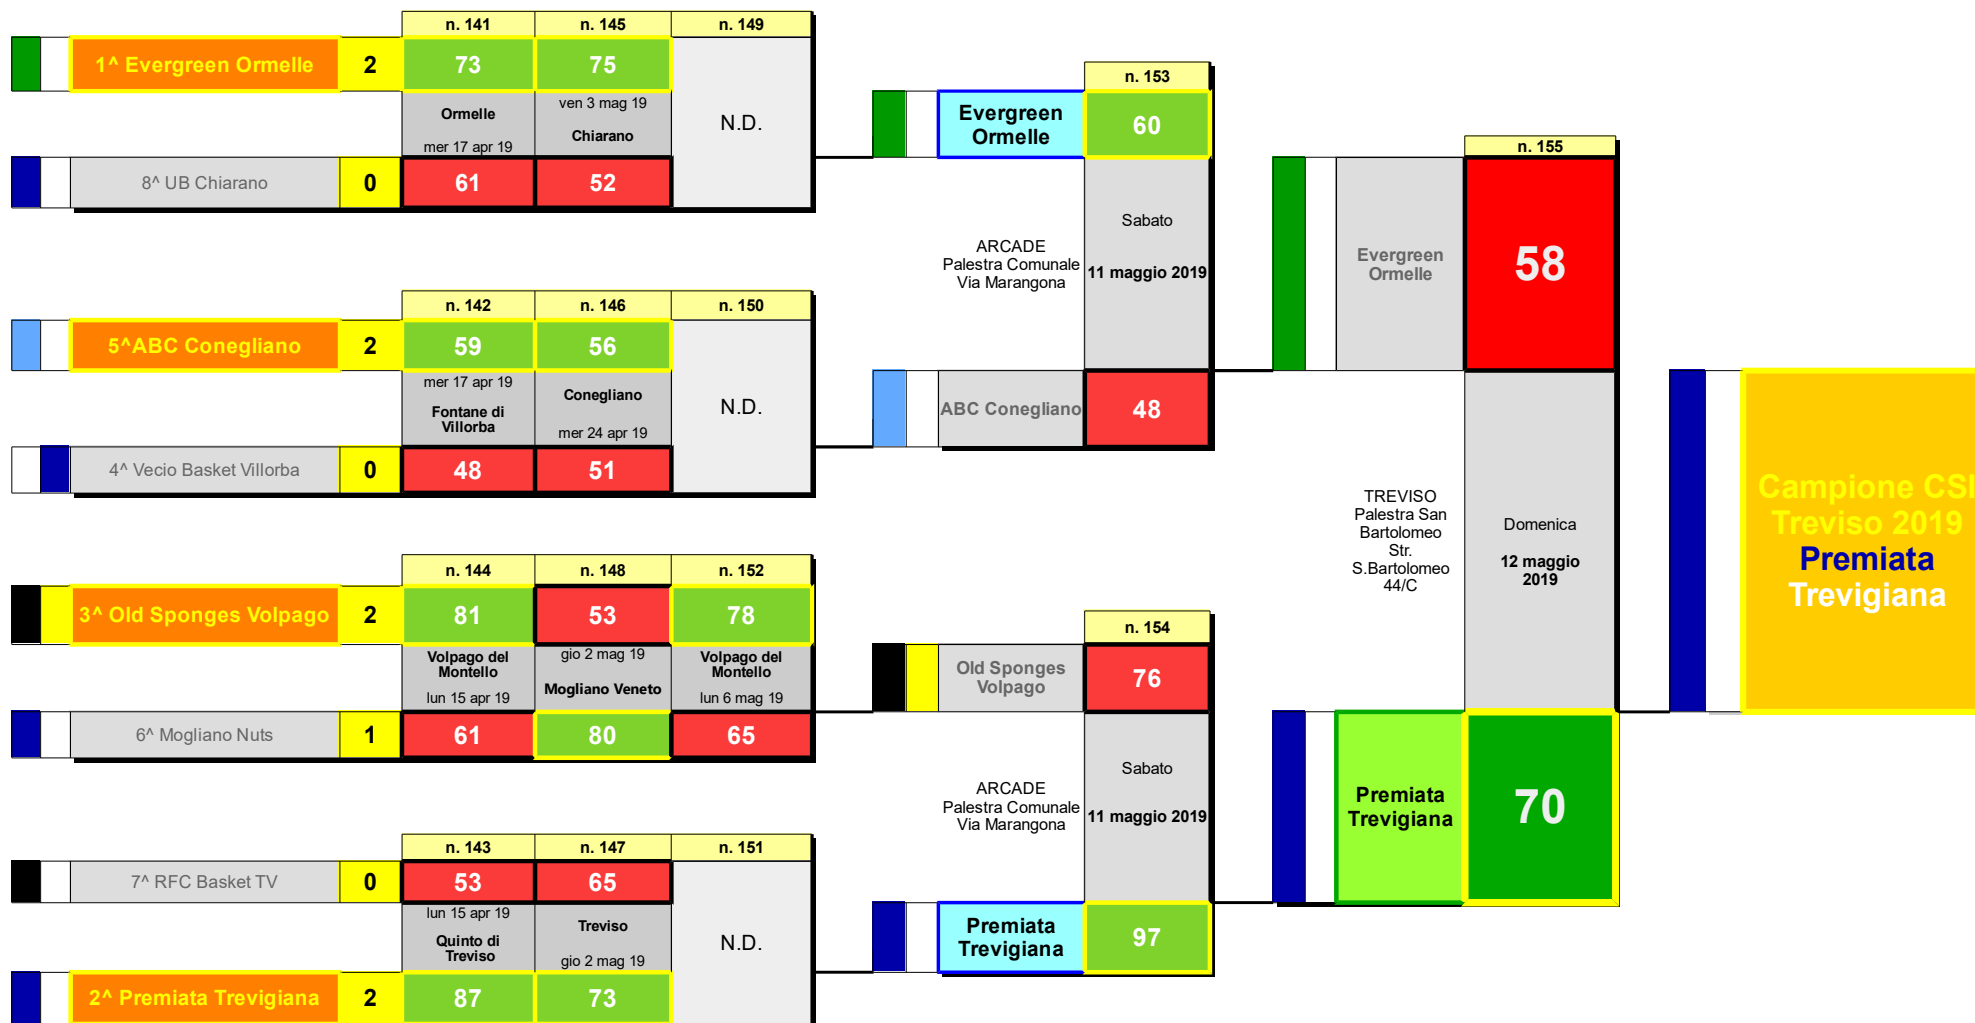 n. 141 n. 145 n. 149
1^ Evergreen Ormelle 2 73 75
Ormelle
mer 17 apr 19
ven 3 mag 19
Chiarano
N.D.
8^ UB Chiarano 0 61 52
n. 142 n. 146 n. 150
5^ABC Conegliano 2 59 56
mer 17 apr 19
Fontane di
Villorba
Conegliano
mer 24 apr 19
N.D.
4^ Vecio Basket Villorba 0 48 51
n. 144 n. 148 n. 152
3^ Old Sponges Volpago 2 81 53 78
Volpago del
Montello
lun 15 apr 19
gio 2 mag 19
Mogliano Veneto
Volpago del
Montello
lun 6 mag 19
6^ Mogliano Nuts 1 61 80 65
n. 143 n. 147 n. 151
7^ RFC Basket TV 0 53 65
lun 15 apr 19
Quinto di
Treviso
Treviso
gio 2 mag 19
N.D.
2^ Premiata Trevigiana 2 87 73
n. 153
Evergreen
Ormelle
60
ARCADE
Palestra Comunale
Via Marangona
Sabato
11 maggio 2019
ABC Conegliano 48
n. 154
Old Sponges
Volpago
76
ARCADE
Palestra Comunale
Via Marangona
Sabato
11 maggio 2019
Premiata
Trevigiana
97
n. 155
Evergreen
Ormelle
58
TREVISO
Palestra San
Bartolomeo
Str.
S.Bartolomeo
44/C
Domenica
12 maggio
2019
Premiata
Trevigiana
70
Campione CSI
Treviso 2019
Premiata
Trevigiana